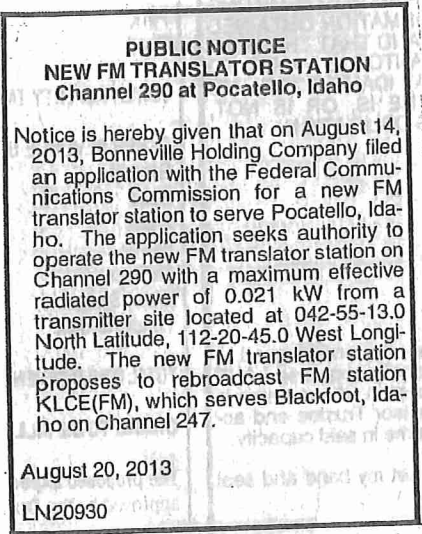 PUBLIC NOTICE
NEW FM TRANSLATOR STATION
Channel 290 at Pocatello, Idaho
Notice is hereby given that on August 14,
2013, Bonneville Holding Company filed
an application with the Federal Commu-
nications Commission for a new FM
translator station to serve Pocatello, Ida-
ho. The application seeks authority to
operate the new FM translator station on
Channel 290 with a maximum effective
radiated power of 0.021 kW from a
transmitter site located at 042-55-13.0
North Latitude, 112-20-45.0 West Longi-
tude. The new FM translator station
proposes to rebroadcast FM station
KLCE(FM), which serves Blackfoot, Ida-
ho on Channel 247.
August 20, 2013
LN20930